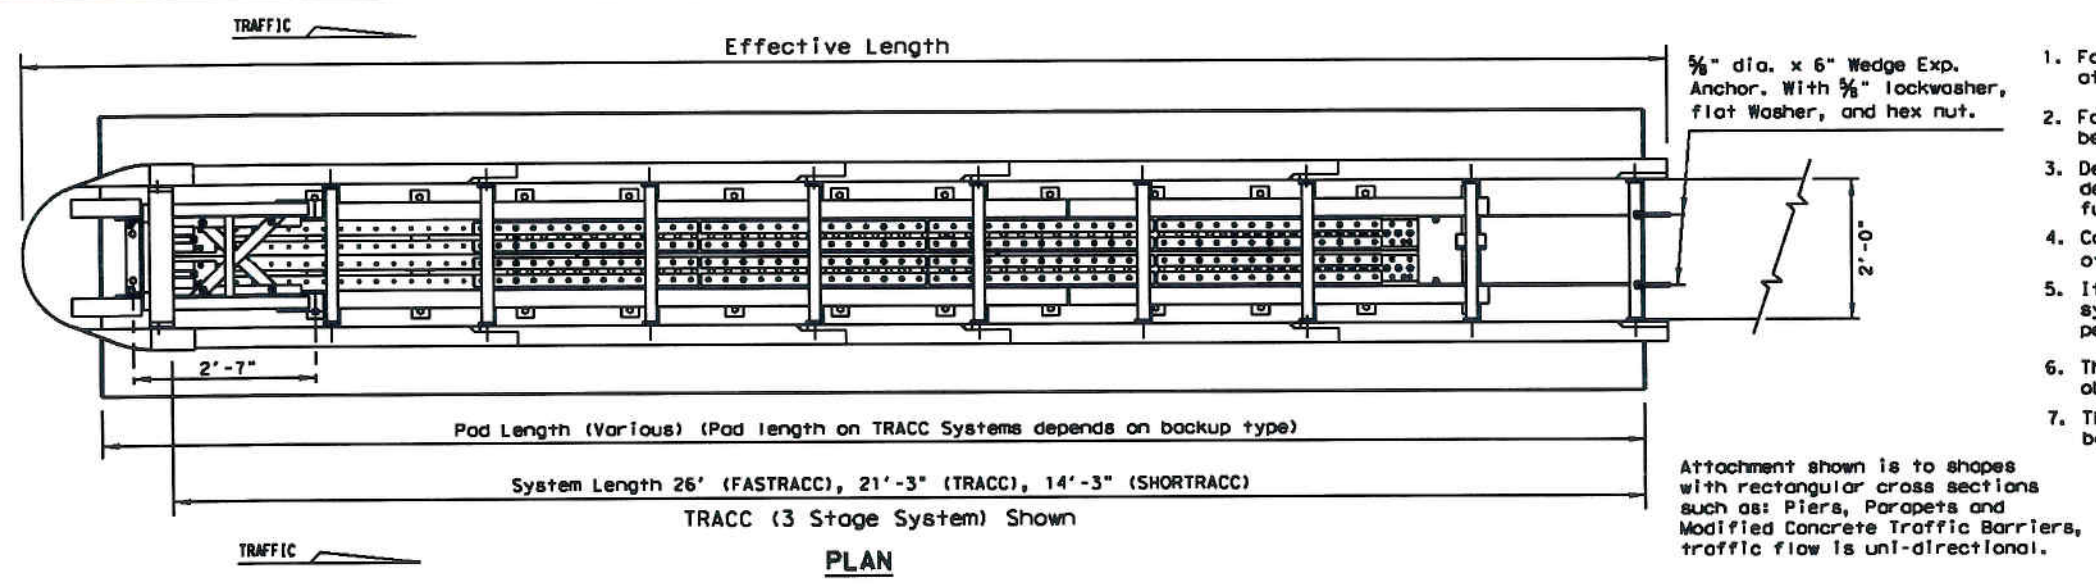 TRAFFIC
Effective Length
⅝" dia. x 6" Wedge Exp.
Anchor. With ⅝" lockwasher,
flat Washer, and hex nut.
2'-0"
2'-7"
Pad Length (Various) (Pad length on TRACC Systems depends on backup type)
System Length 26' (FASTRACC), 21'-3" (TRACC), 14'-3" (SHORTRACC)
TRACC (3 Stage System) Shown
TRAFFIC
PLAN
Attachment shown is to shapes
with rectangular cross sections
such as: Piers, Parapets and
Modified Concrete Traffic Barriers,
traffic flow is uni-directional.
1.
2.
be
3.
4.
5.
6.
7.